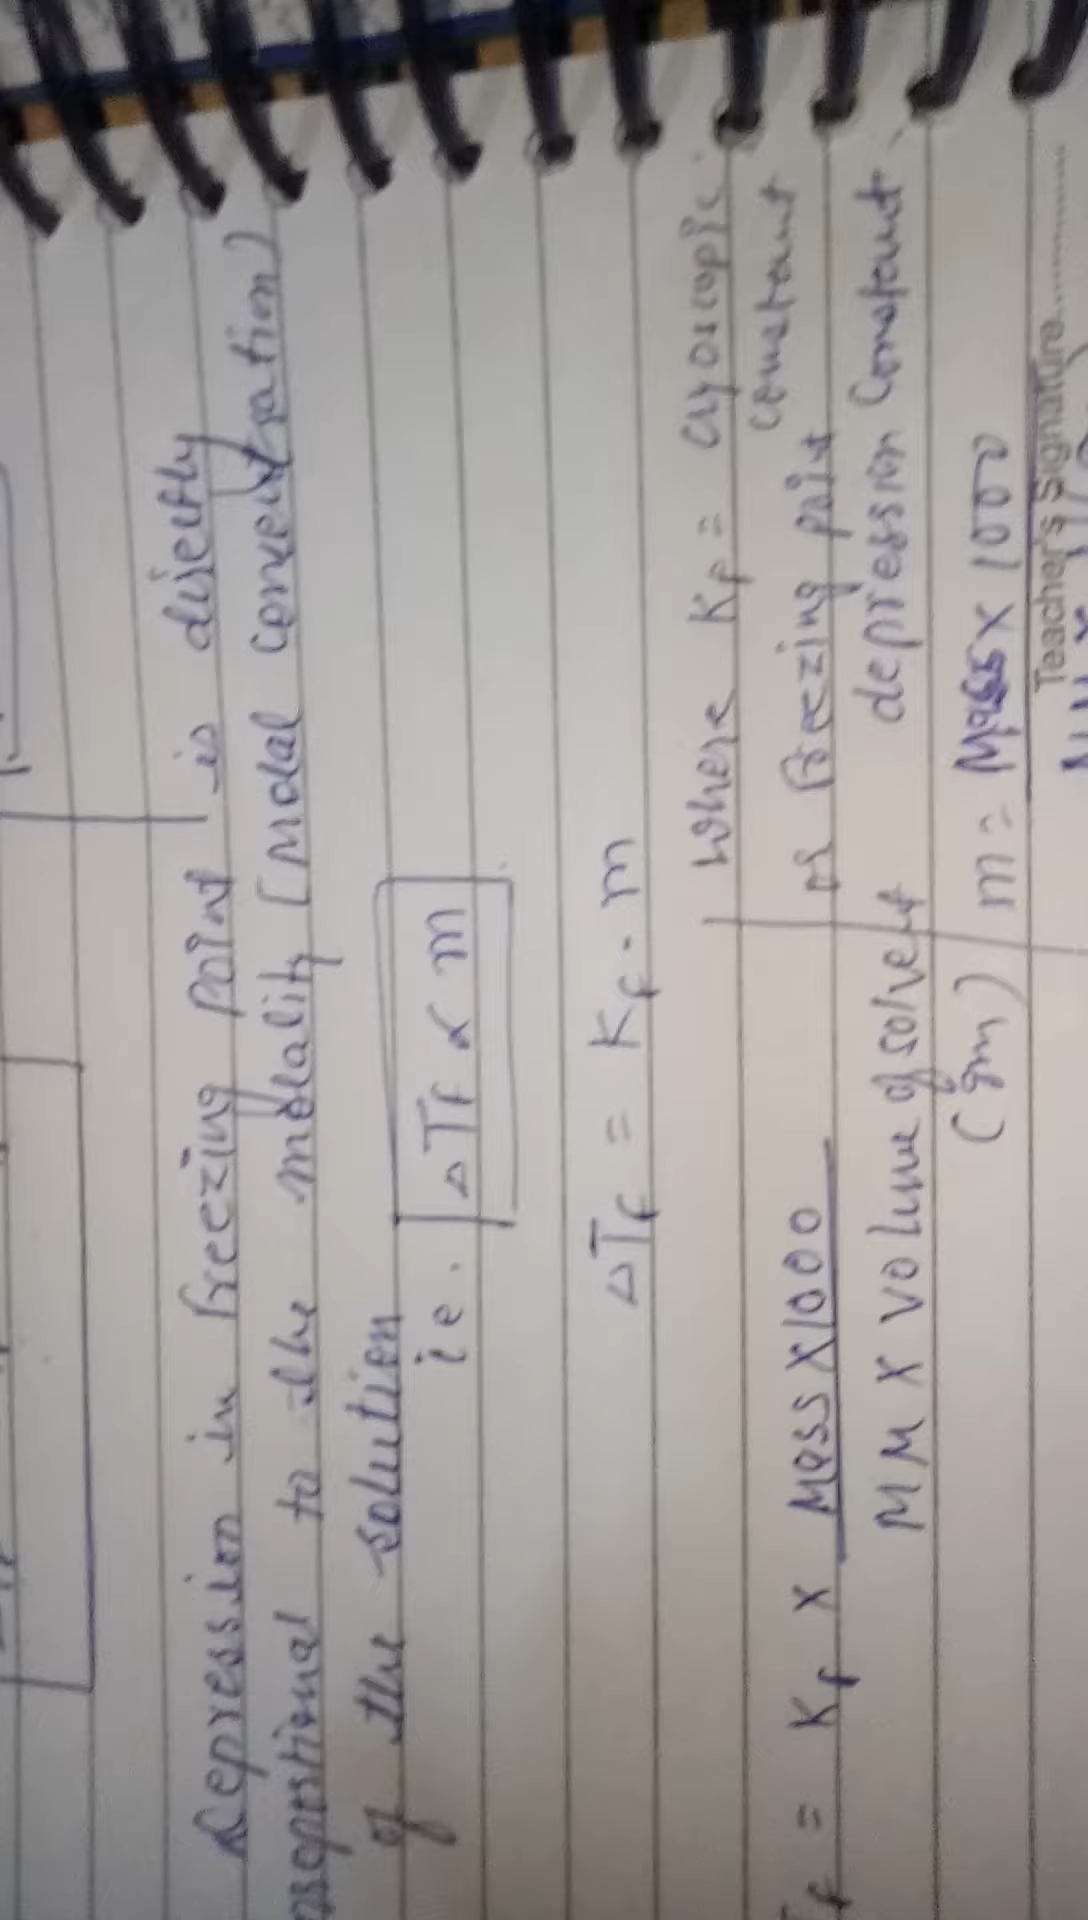 Depression in freezing point is directly
proportional to the molality (Molal concentration)
of the solution
i.e. ΔTf ∝ m
ΔTf = Kf . m
where Kf = cryoscopic
constant
or freezing point
depression constant
Tf = Kf × Mass × 1000
MM × Volume of solvent
(gm)
m = Mass × 1000
Teacher's Signature..............